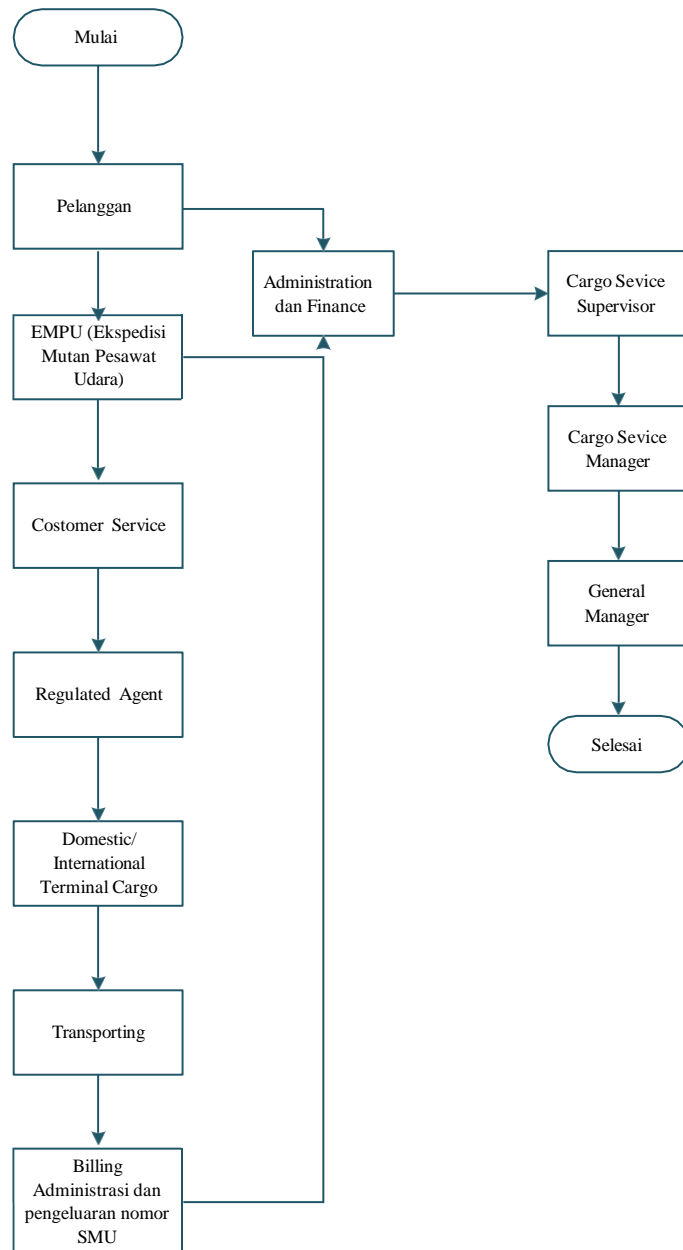 Mulai
Pelanggan
Administration
dan Finance
Cargo Sevice
Supervisor
EMPU (Ekspedisi
Mutan Pesawat
Udara)
Cargo Sevice
Manager
Costomer Service
General
Manager
Regulated Agent
Selesai
Domestic/
International
Terminal Cargo
Transporting
Billing
Administrasi dan
pengeluaran nomor
SMU